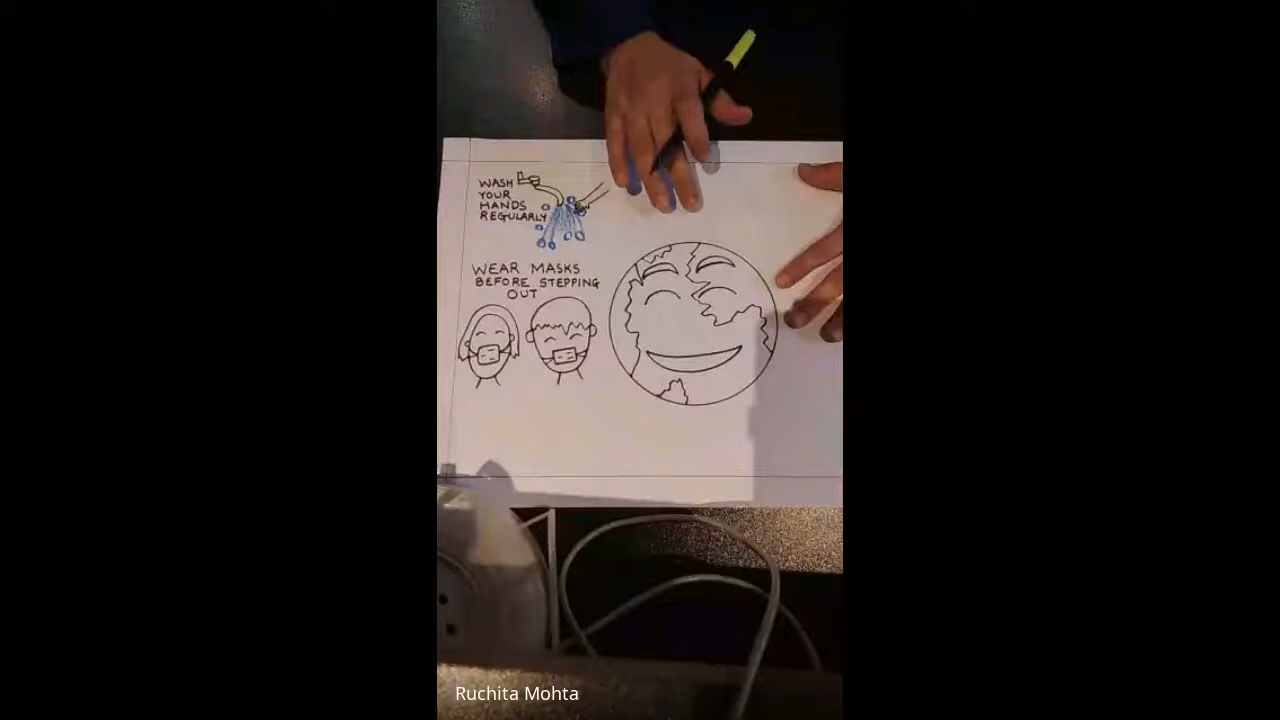 WASH
YOUR
HANDS
REGULARLY
WEAR MASKS
BEFORE STEPPING
OUT
Ruchita Mohta